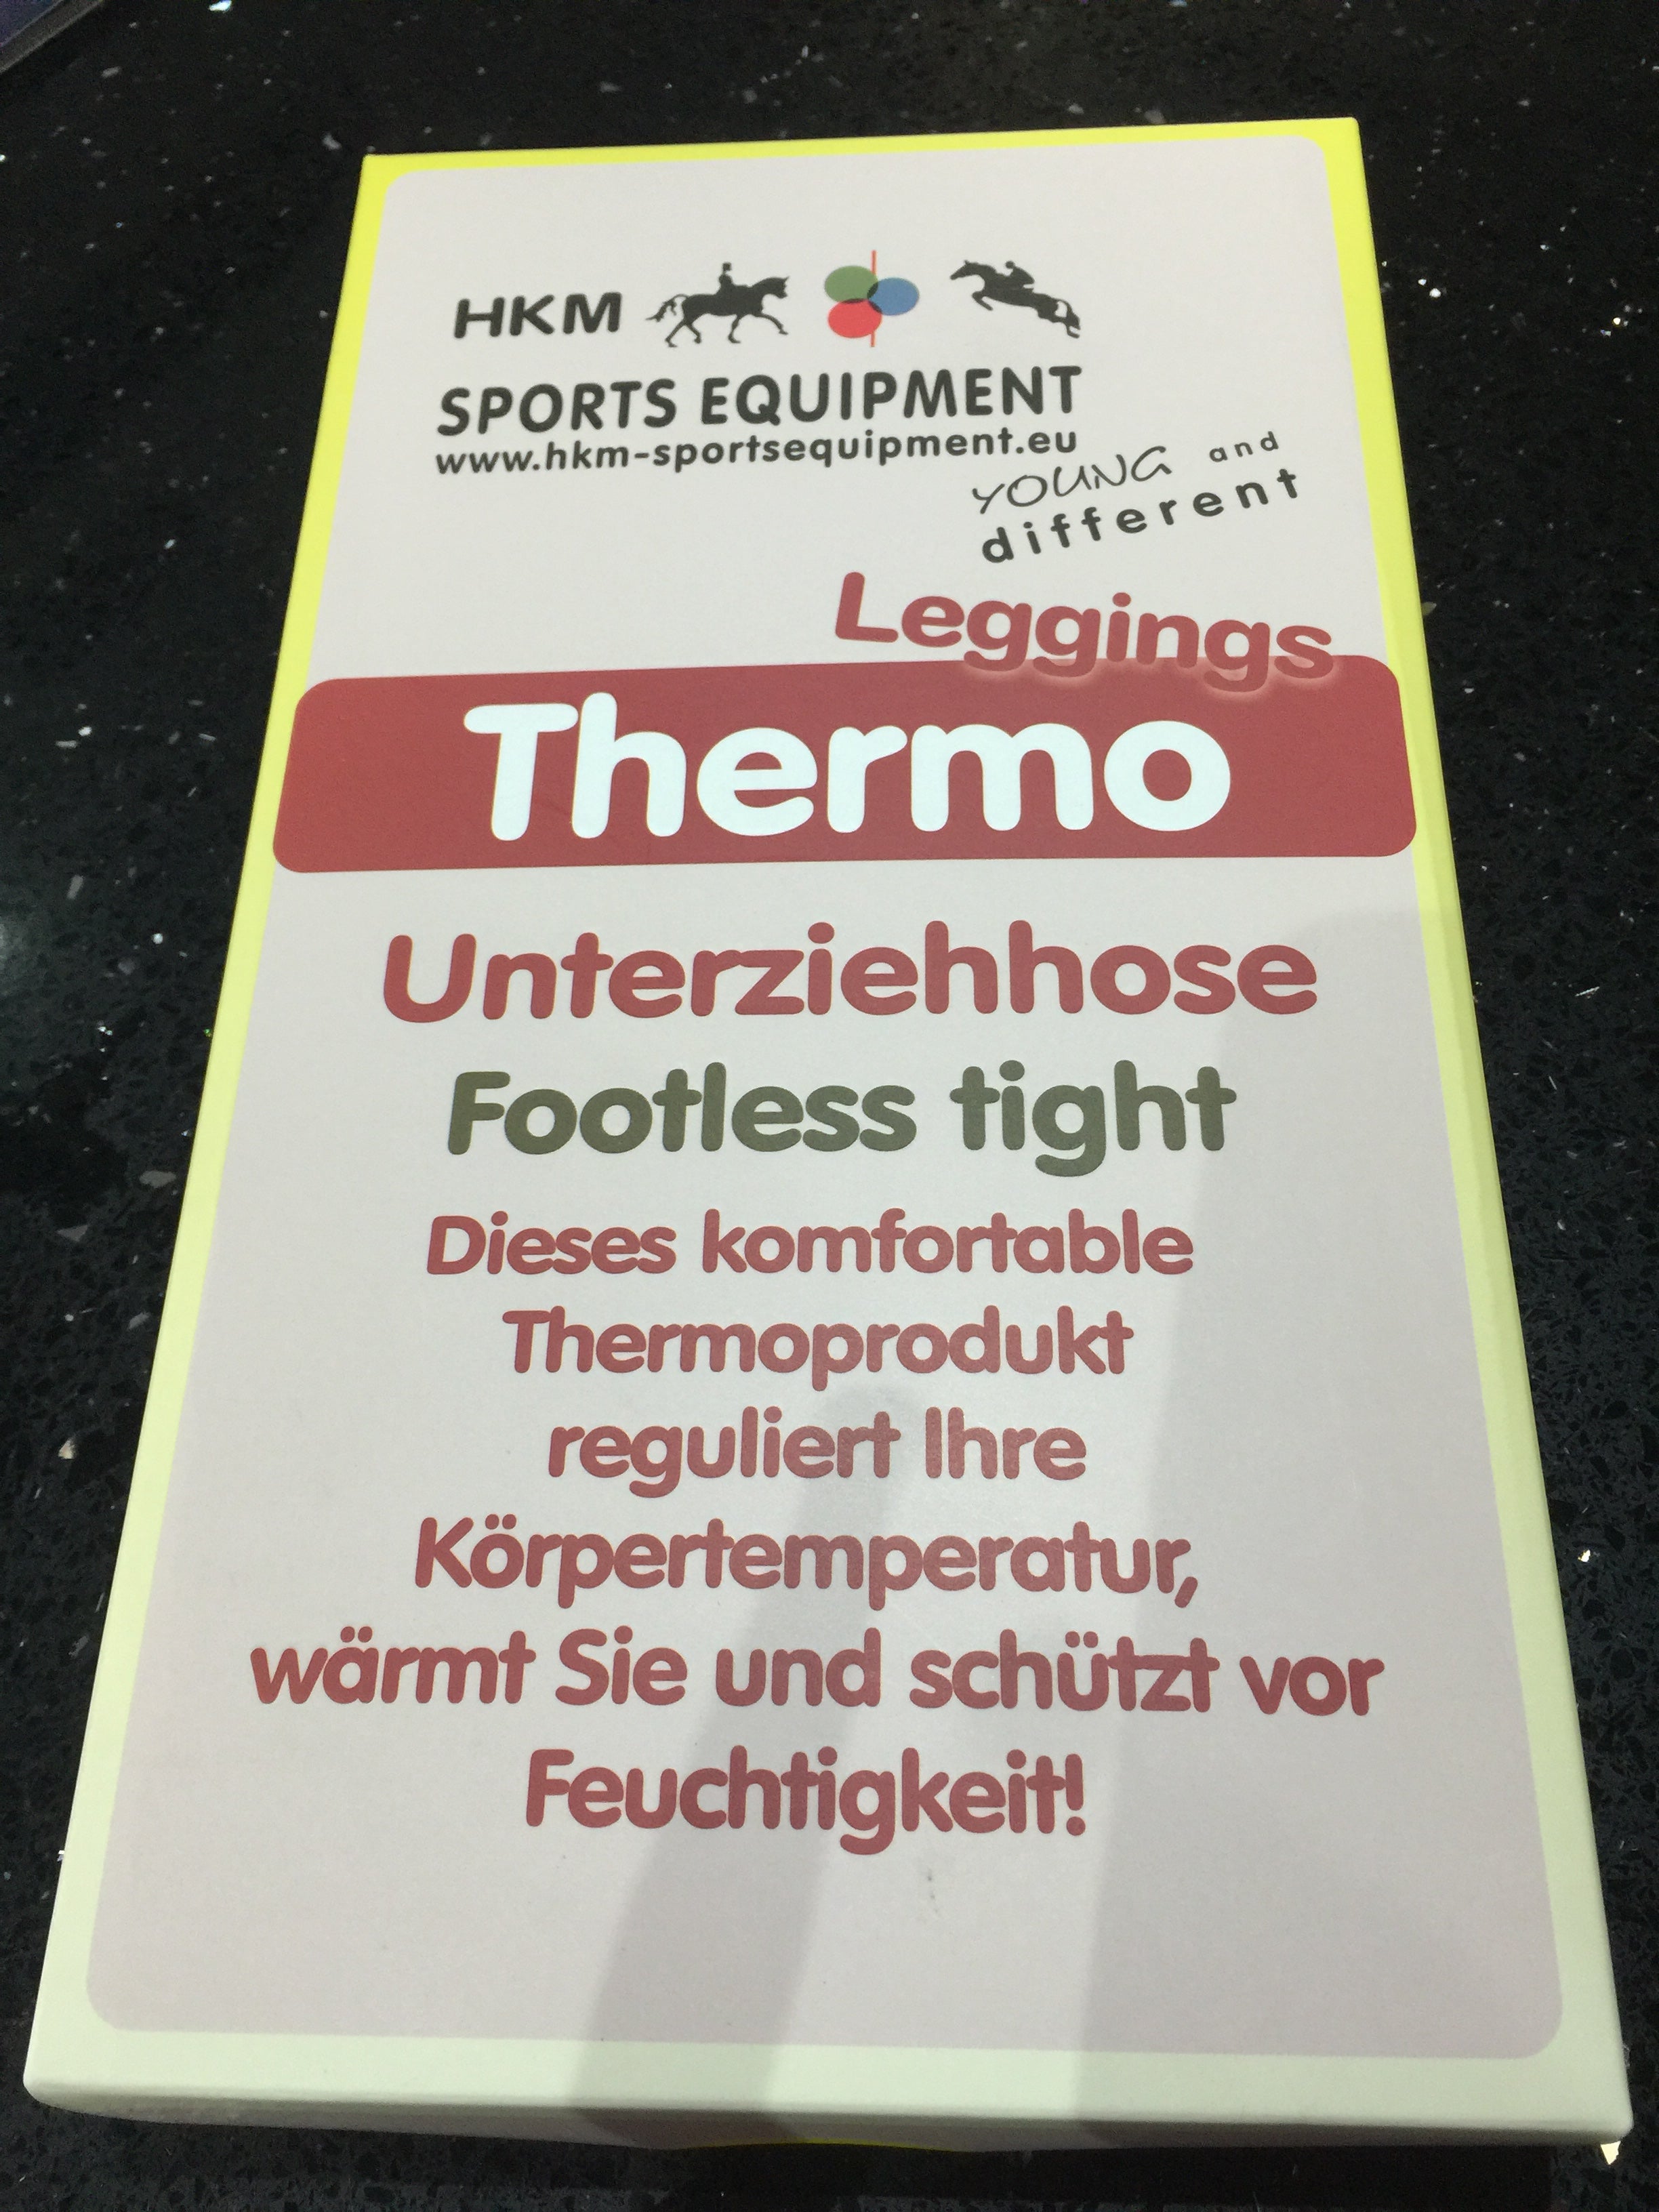 HKM
SPORTS EQUIPMENT
www.hkm-sportsequipment.eu
YOUNG and
different
Leggings
Thermo
Unterziehhose
Footless tight
Dieses komfortable
Thermoprodukt
reguliert Ihre
Körpertemperatur,
wärmt Sie und schützt vor
Feuchtigkeit!